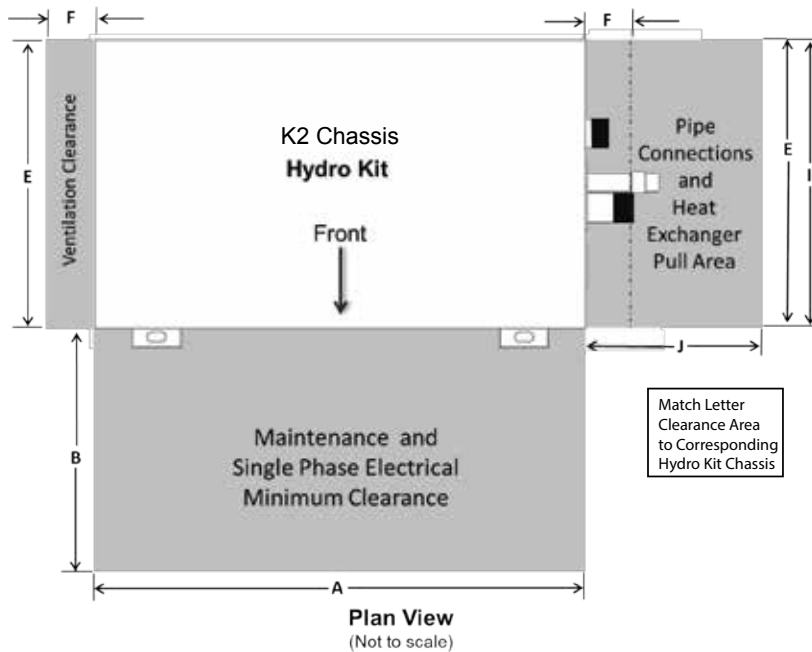 F
F
E
Ventilation Clearance
K2 Chassis
Hydro Kit
Front
Pipe
Connections
and
Heat
Exchanger
Pull Area
E
I
J
B
Maintenance and
Single Phase Electrical
Minimum Clearance
Match Letter
Clearance Area
to Corresponding
Hydro Kit Chassis
A
Plan View
(Not to scale)